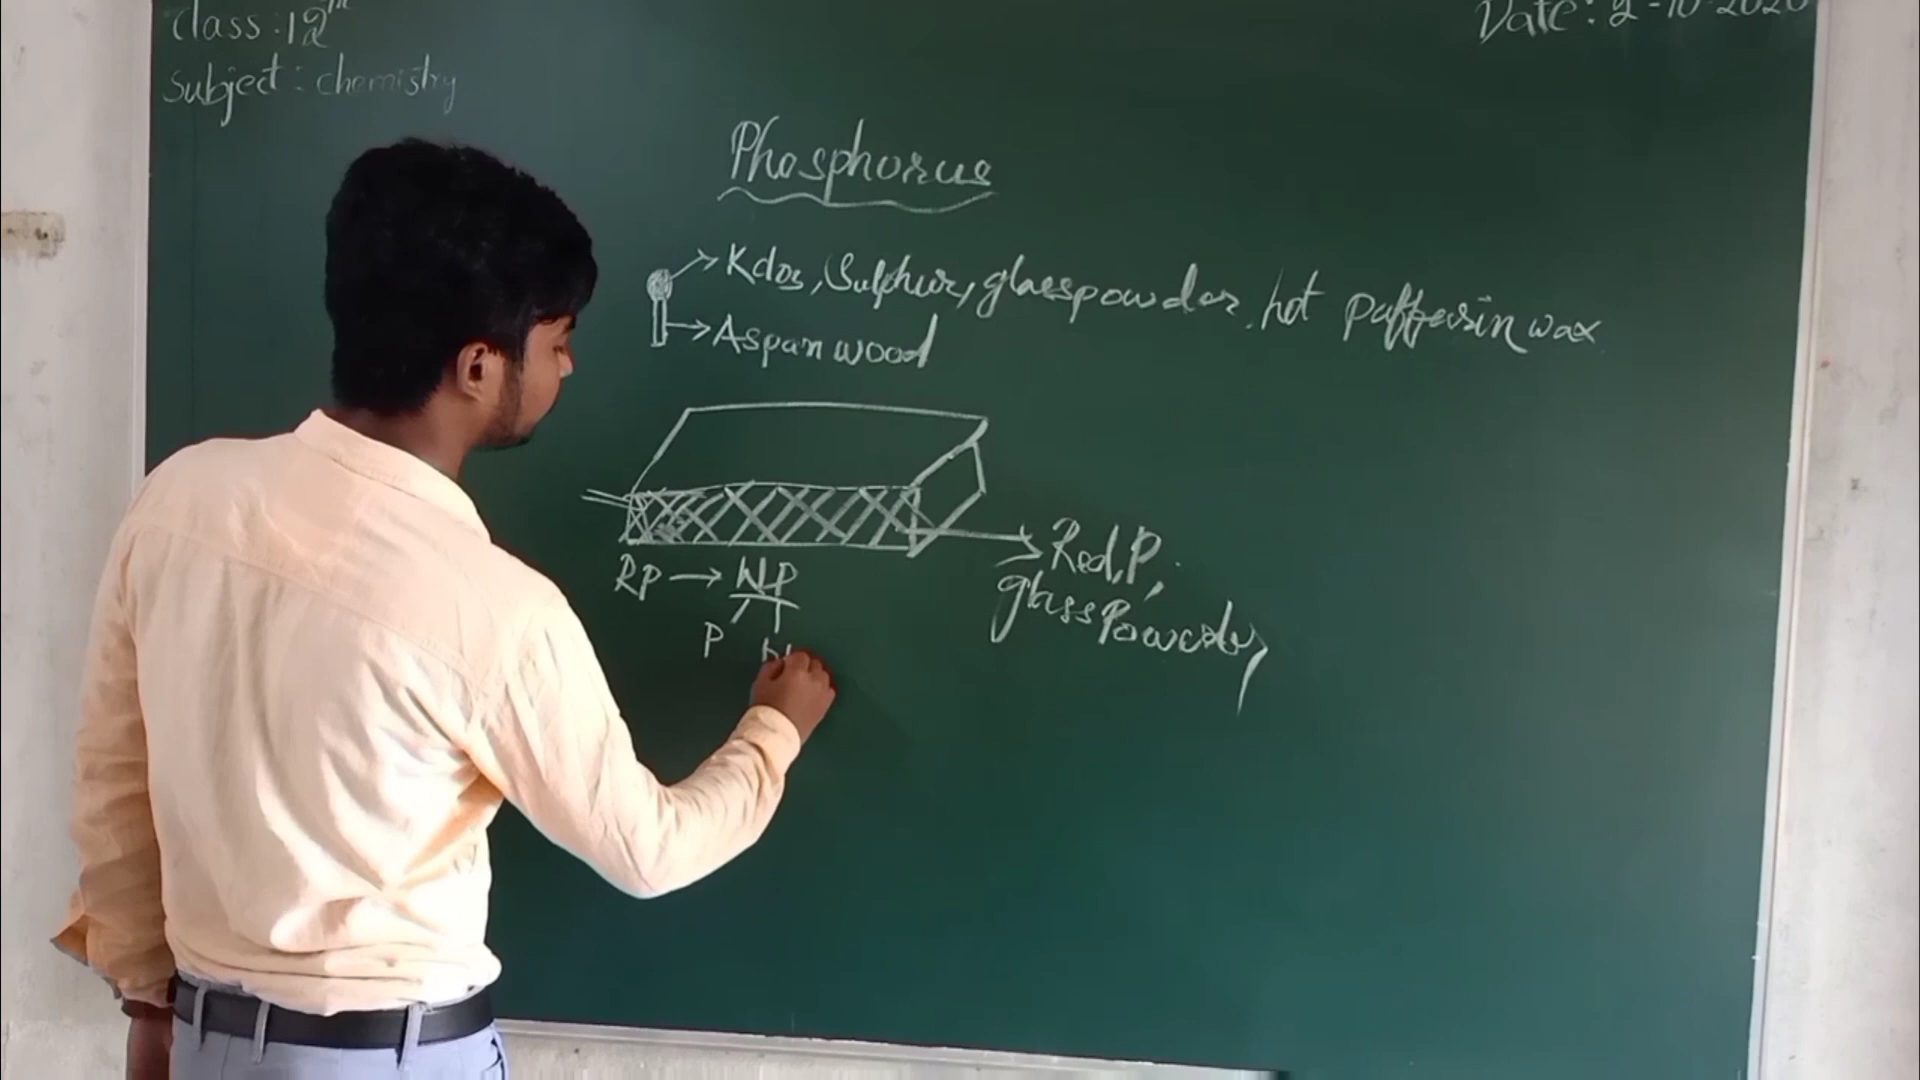 Class: 12th
Subject: chemistry
Date: 2-10-2020
Phosphorus
Kclo3, Sulphur, glasspowder, hot paffersin wax
Aspan wood
Red, P,
glass Powder,
RP → WP
P